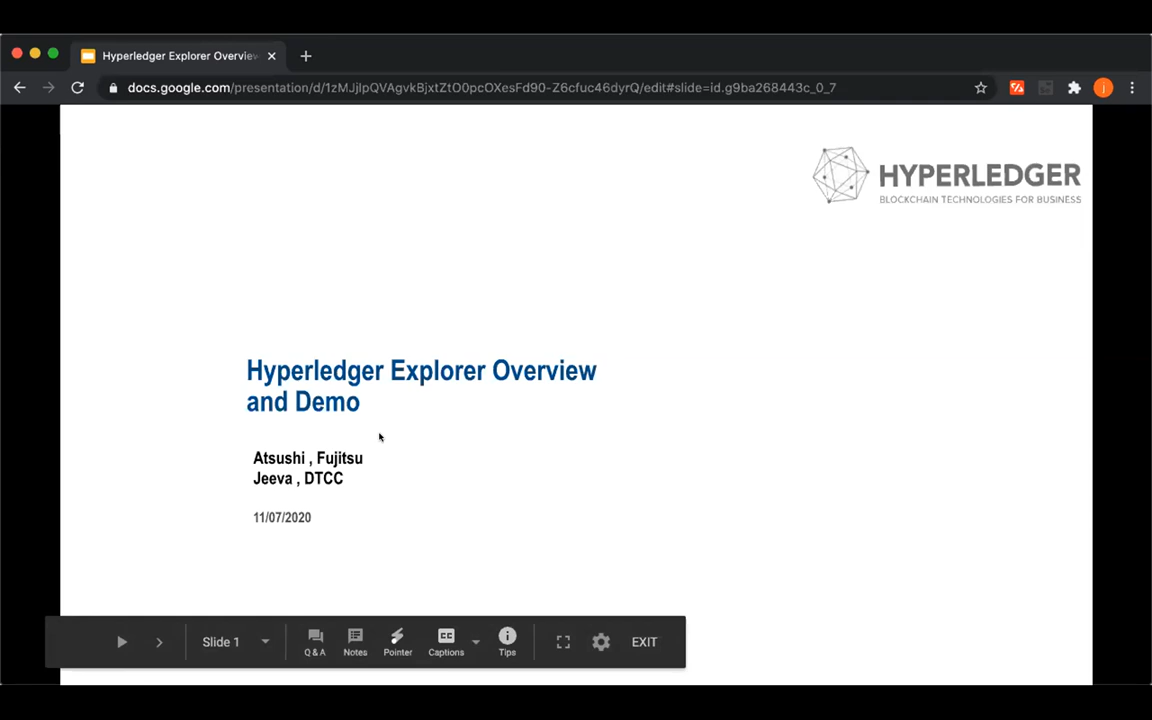 Hyperledger Explorer Overview
docs.google.com/presentation/d/1zMJjlpQVAgvkBjxtZtO0pcOXesFd90-Z6cfuc46dyrQ/edit#slide=id.g9ba268443c_0_7
HYPERLEDGER
BLOCKCHAIN TECHNOLOGIES FOR BUSINESS
Hyperledger Explorer Overview
and Demo
Atsushi , Fujitsu
Jeeva , DTCC
11/07/2020
Slide 1
Q & A
Notes
Pointer
CC
Captions
Tips
EXIT